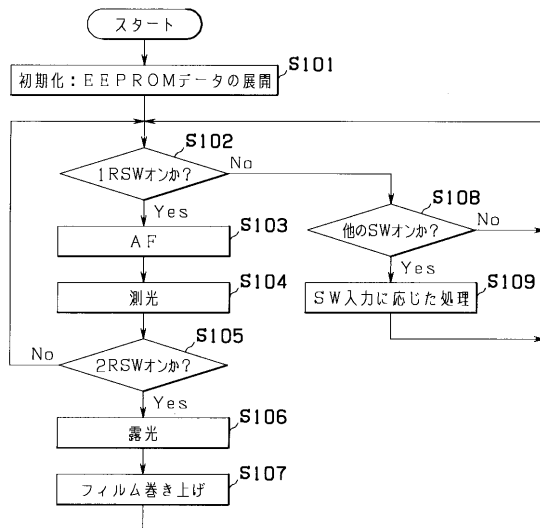 スタート
S101
初期化：EEPROMデータの展開
S102
1RSWオンか？
No
Yes
S103
AF
S104
測光
S105
2RSWオンか？
No
Yes
S106
露光
S107
フィルム巻き上げ
S108
他のSWオンか？
No
Yes
S109
SW入力に応じた処理